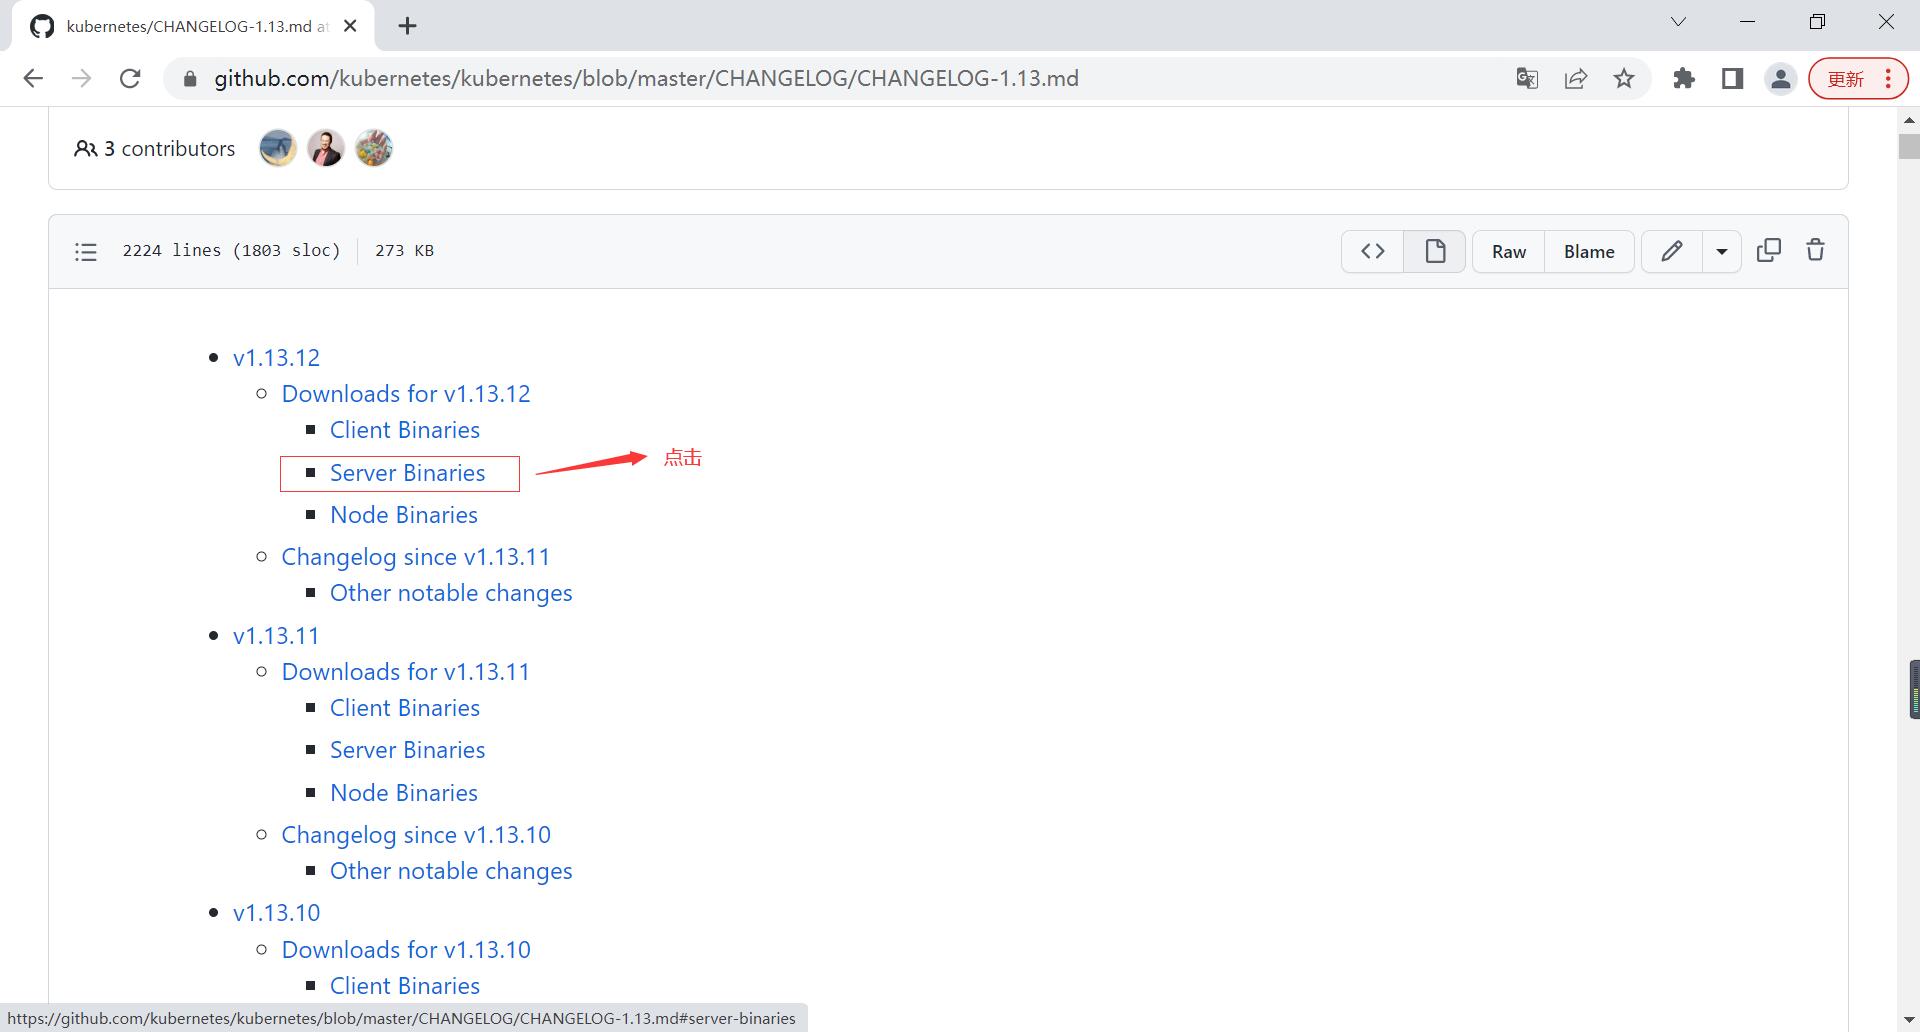 kubernetes/CHANGELOG-1.13.md at
github.com/kubernetes/kubernetes/blob/master/CHANGELOG/CHANGELOG-1.13.md
更新
3 contributors
2224 lines (1803 sloc)
273 KB
Raw
Blame
v1.13.12
Downloads for v1.13.12
Client Binaries
Server Binaries
点击
Node Binaries
Changelog since v1.13.11
Other notable changes
v1.13.11
Downloads for v1.13.11
Client Binaries
Server Binaries
Node Binaries
Changelog since v1.13.10
Other notable changes
v1.13.10
Downloads for v1.13.10
Client Binaries
https://github.com/kubernetes/kubernetes/blob/master/CHANGELOG/CHANGELOG-1.13.md#server-binaries